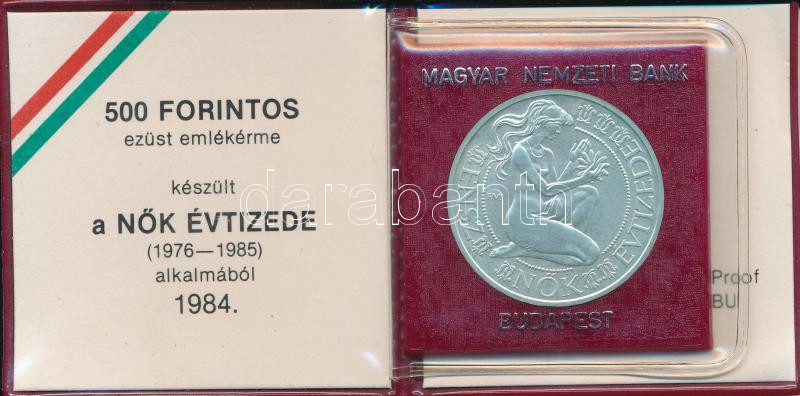 500 FORINTOS
ezüst emlékérme
készült
a NŐK ÉVTIZEDE
(1976—1985)
alkalmából
1984.
MAGYAR NEMZETI BANK
ENSZ NŐK ÉVTIZEDE
BUDAPEST
Proof
BU
darabanth